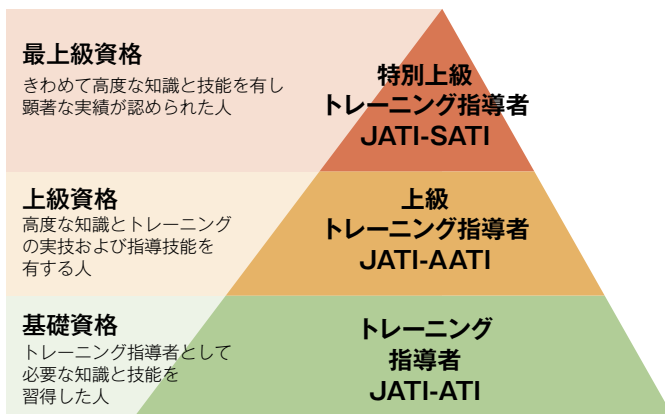 最上級資格
きわめて高度な知識と技能を有し
顕著な実績が認められた人
特別上級
トレーニング指導者
JATI-SATI
上級資格
高度な知識とトレーニング
の実技および指導技能を
有する人
上級
トレーニング指導者
JATI-AATI
基礎資格
トレーニング指導者として
必要な知識と技能を
習得した人
トレーニング
指導者
JATI-ATI